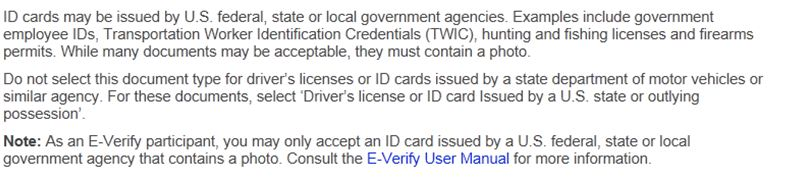 ID cards may be issued by U.S. federal, state or local government agencies. Examples include government
employee IDs, Transportation Worker Identification Credentials (TWIC), hunting and fishing licenses and firearms
permits. While many documents may be acceptable, they must contain a photo.
Do not select this document type for driver's licenses or ID cards issued by a state department of motor vehicles or
similar agency. For these documents, select 'Driver's license or ID card Issued by a U.S. state or outlying
possession'.
Note: As an E-Verify participant, you may only accept an ID card issued by a U.S. federal, state or local
government agency that contains a photo. Consult the E-Verify User Manual for more information.